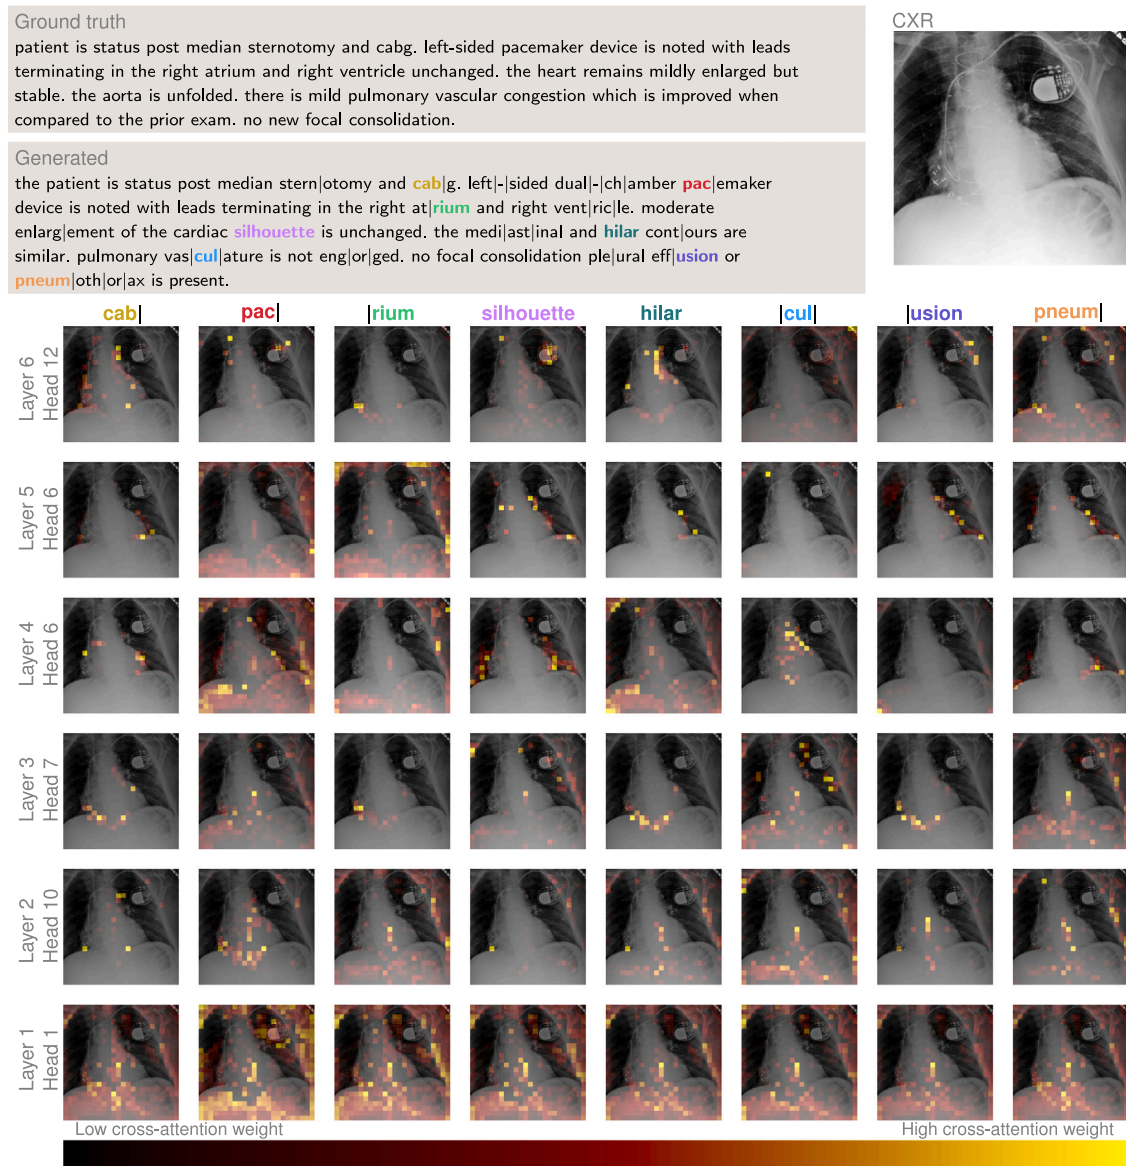 Ground truth
patient is status post median sternotomy and cabg. left-sided pacemaker device is noted with leads
terminating in the right atrium and right ventricle unchanged. the heart remains mildly enlarged but
stable. the aorta is unfolded. there is mild pulmonary vascular congestion which is improved when
compared to the prior exam. no new focal consolidation.
CXR
Generated
the patient is status post median stern|otomy and cab|g. left|-|sided dual|-|ch|amber pac|emaker
device is noted with leads terminating in the right at|rium and right vent|ric|le. moderate
enlarg|ement of the cardiac silhouette is unchanged. the medi|ast|inal and hilar cont|ours are
similar. pulmonary vas|cul|ature is not eng|or|ged. no focal consolidation ple|ural eff|usion or
pneum|oth|or|ax is present.
cab| pac| |rium silhouette hilar |cul| |usion pneum|
Layer 6
Head 12
Layer 5
Head 6
Layer 4
Head 6
Layer 3
Head 7
Layer 2
Head 10
Layer 1
Head 1
Low cross-attention weight
High cross-attention weight